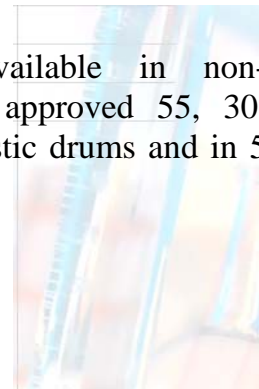 vailable in non-
approved 55, 30
stic drums and in 5